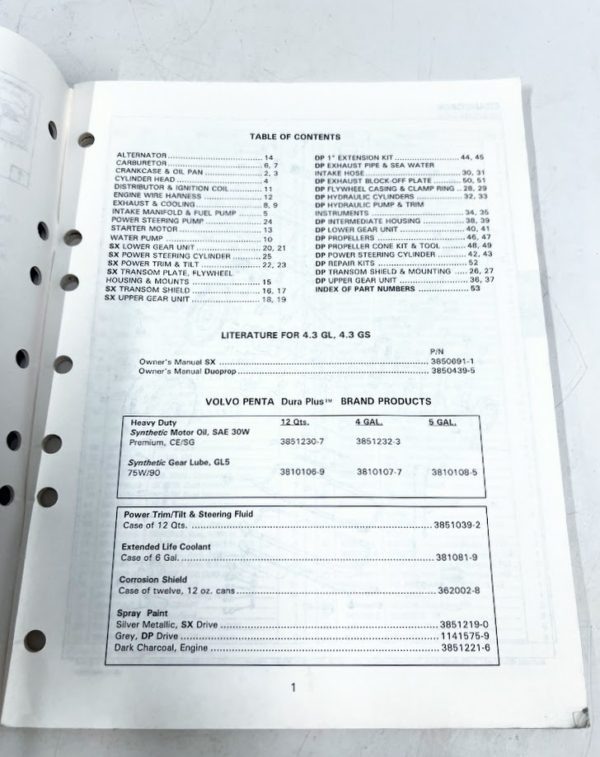 TABLE OF CONTENTS
ALTERNATOR 14
CARBURETOR 6, 7
CRANKCASE & OIL PAN 2, 3
CYLINDER HEAD 4
DISTRIBUTOR & IGNITION COIL 11
ENGINE WIRE HARNESS 12
EXHAUST & COOLING 8, 9
INTAKE MANIFOLD & FUEL PUMP 5
POWER STEERING PUMP 24
STARTER MOTOR 13
WATER PUMP 10
SX LOWER GEAR UNIT 20, 21
SX POWER STEERING CYLINDER 25
SX POWER TRIM & TILT 22, 23
SX TRANSOM PLATE, FLYWHEEL
HOUSING & MOUNTS 15
SX TRANSOM SHIELD 16, 17
SX UPPER GEAR UNIT 18, 19
DP 1" EXTENSION KIT 44, 45
DP EXHAUST PIPE & SEA WATER
INTAKE HOSE 30, 31
DP EXHAUST BLOCK-OFF PLATE 50, 51
DP FLYWHEEL CASING & CLAMP RING 28, 29
DP HYDRAULIC CYLINDERS 32, 33
DP HYDRAULIC PUMP & TRIM
INSTRUMENTS 34, 35
DP INTERMEDIATE HOUSING 38, 39
DP LOWER GEAR UNIT 40, 41
DP PROPELLERS 46, 47
DP PROPELLER CONE KIT & TOOL 48, 49
DP POWER STEERING CYLINDER 42, 43
DP REPAIR KITS 52
DP TRANSOM SHIELD & MOUNTING 26, 27
DP UPPER GEAR UNIT 36, 37
INDEX OF PART NUMBERS 53
LITERATURE FOR 4.3 GL, 4.3 GS
P/N
Owner's Manual SX 3850691-1
Owner's Manual Duoprop 3850439-5
VOLVO PENTA Dura Plus™ BRAND PRODUCTS
Heavy Duty 12 Qts. 4 GAL. 5 GAL.
Synthetic Motor Oil, SAE 30W
Premium, CE/SG 3851230-7 3851232-3
Synthetic Gear Lube, GL5
75W/90 3810106-9 3810107-7 3810108-5
Power Trim/Tilt & Steering Fluid
Case of 12 Qts. 3851039-2
Extended Life Coolant
Case of 6 Gal. 381081-9
Corrosion Shield
Case of twelve, 12 oz. cans 362002-8
Spray Paint
Silver Metallic, SX Drive 3851219-0
Grey, DP Drive 1141575-9
Dark Charcoal, Engine 3851221-6
1